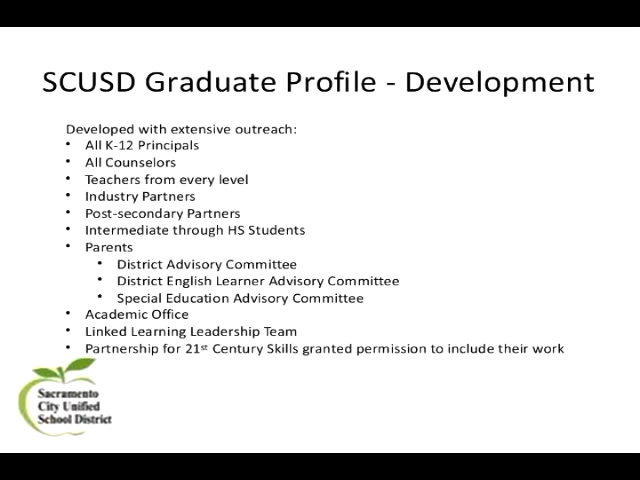 SCUSD Graduate Profile - Development
Developed with extensive outreach:
• All K-12 Principals
• All Counselors
• Teachers from every level
• Industry Partners
• Post-secondary Partners
• Intermediate through HS Students
• Parents
• District Advisory Committee
• District English Learner Advisory Committee
• Special Education Advisory Committee
• Academic Office
• Linked Learning Leadership Team
• Partnership for 21st Century Skills granted permission to include their work
Sacramento
City Unified
School District